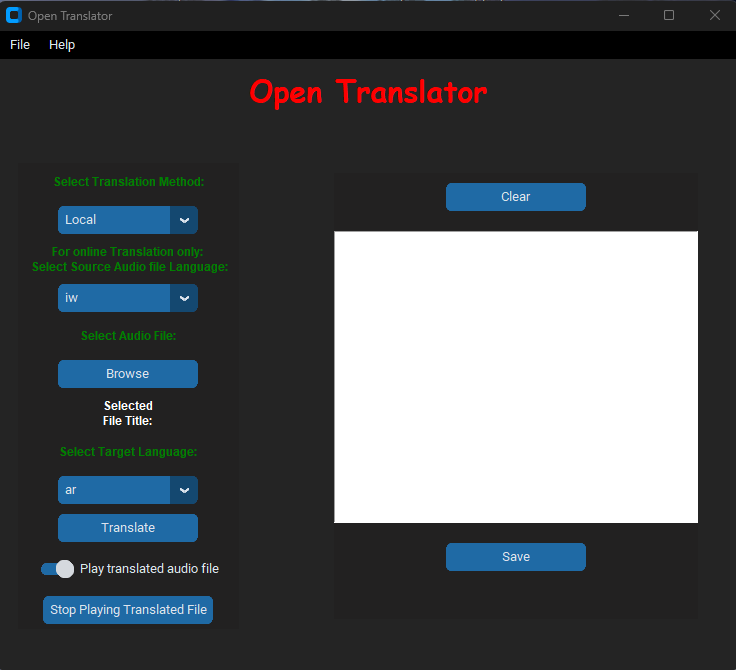 Open Translator
File Help
Open Translator
Select Translation Method:
Local
For online Translation only:
Select Source Audio file Language:
iw
Select Audio File:
Browse
Selected
File Title:
Select Target Language:
ar
Translate
Play translated audio file
Stop Playing Translated File
Clear
Save